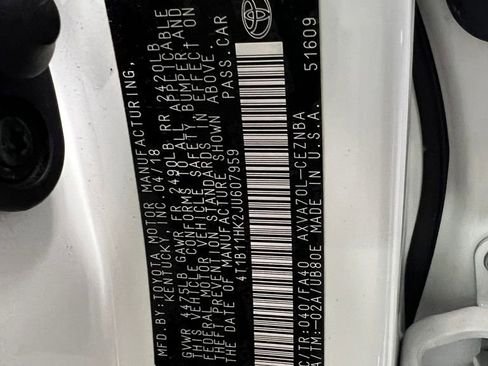 MFD. BY:TOYOTA MOTOR MANUFACTURING,
KENTUCKY, INC. 04/18
GVWR 4475LB GAWR FR 2490LB RR 2420LB
THIS VEHICLE CONFORMS TO ALL APPLICABLE
FEDERAL MOTOR VEHICLE SAFETY, BUMPER, AND
THEFT PREVENTION STANDARDS IN EFFECT ON
THE DATE OF MANUFACTURE SHOWN ABOVE.
4T1B11HK2JU607959 PASS. CAR
C/TR:040/FA40 AXVA70L-CEZNBA
A/TM:-02A/UB80E MADE IN U.S.A. 51609